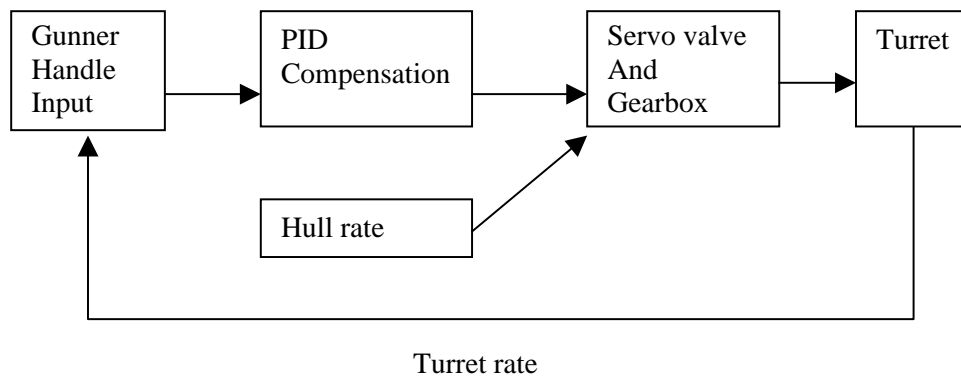 Gunner
Handle
Input
PID
Compensation
Servo valve
And
Gearbox
Turret
Hull rate
Turret rate